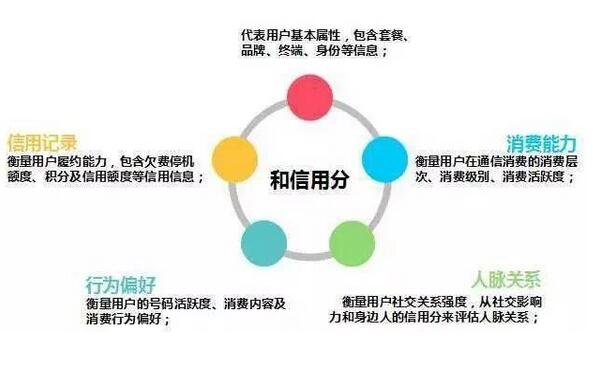 代表用户基本属性，包含套餐、
品牌、终端、身份等信息；
信用记录
衡量用户履约能力，包含欠费停机
额度、积分及信用额度等信用信息；
消费能力
衡量用户在通信消费的消费层
次、消费级别、消费活跃度；
和信用分
行为偏好
衡量用户的号码活跃度、消费内容及
消费行为偏好；
人脉关系
衡量用户社交关系强度，从社交影响
力和身边人的信用分来评估人脉关系；